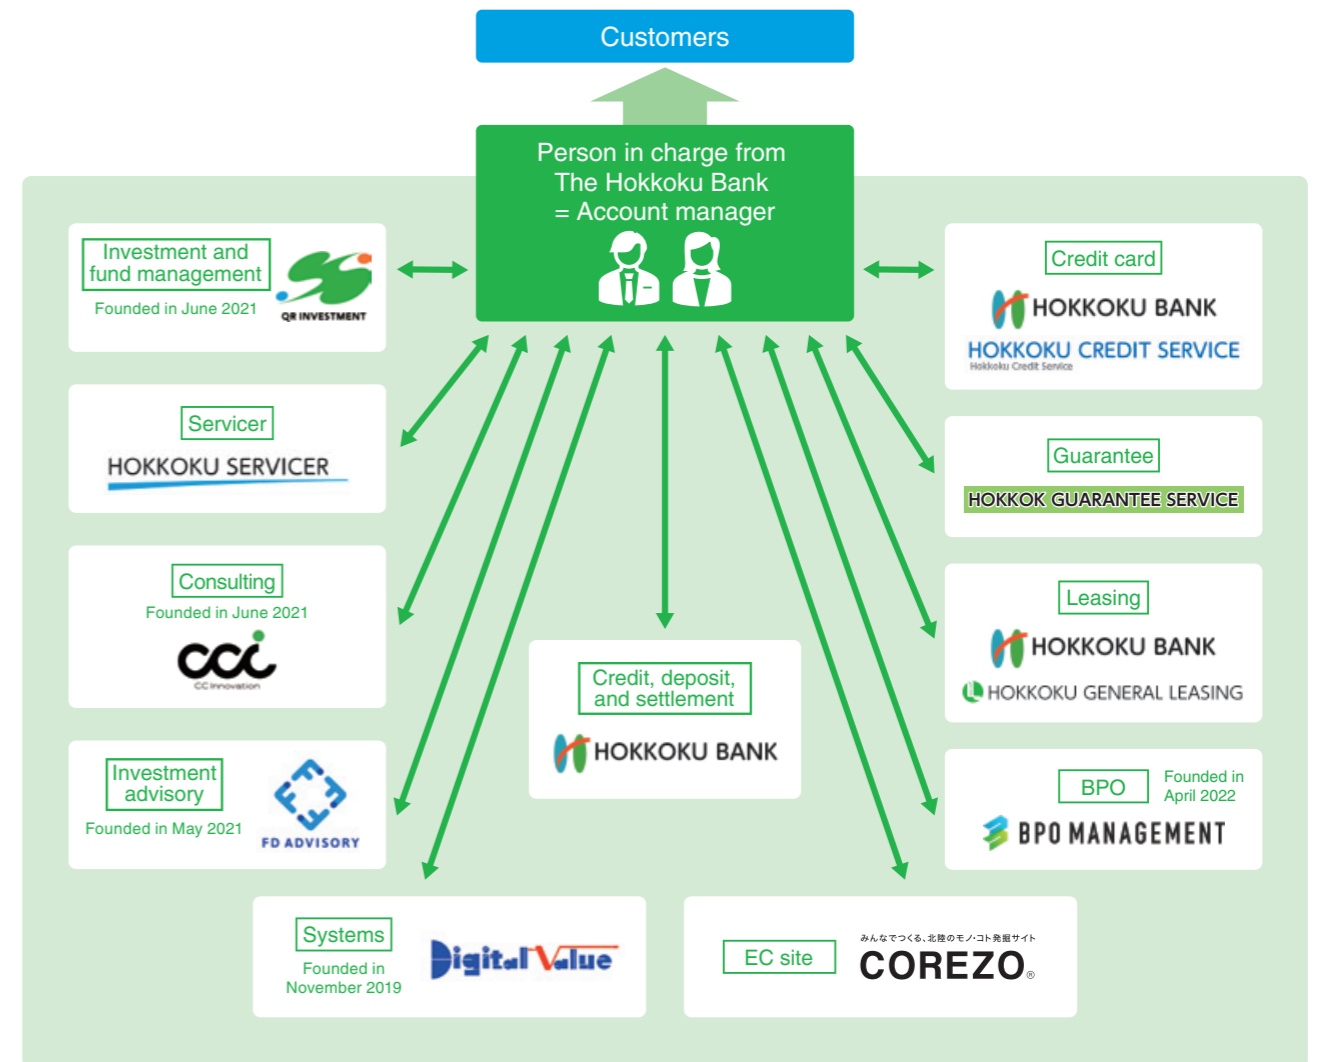 Customers
Person in charge from
The Hokkoku Bank
= Account manager
Investment and
fund management
Founded in June 2021
QR INVESTMENT
Servicer
HOKKOKU SERVICER
Consulting
Founded in June 2021
cci
CC Innovation
Investment
advisory
Founded in May 2021
FD ADVISORY
Systems
Founded in
November 2019
Digital Value
Credit, deposit,
and settlement
HOKKOKU BANK
Credit card
HOKKOKU BANK
HOKKOKU CREDIT SERVICE
Hokkoku Credit Service
Guarantee
HOKKOK GUARANTEE SERVICE
Leasing
HOKKOKU BANK
HOKKOKU GENERAL LEASING
BPO
Founded in
April 2022
BPO MANAGEMENT
EC site
みんなでつくる、北陸のモノ・コト発掘サイト
COREZO®